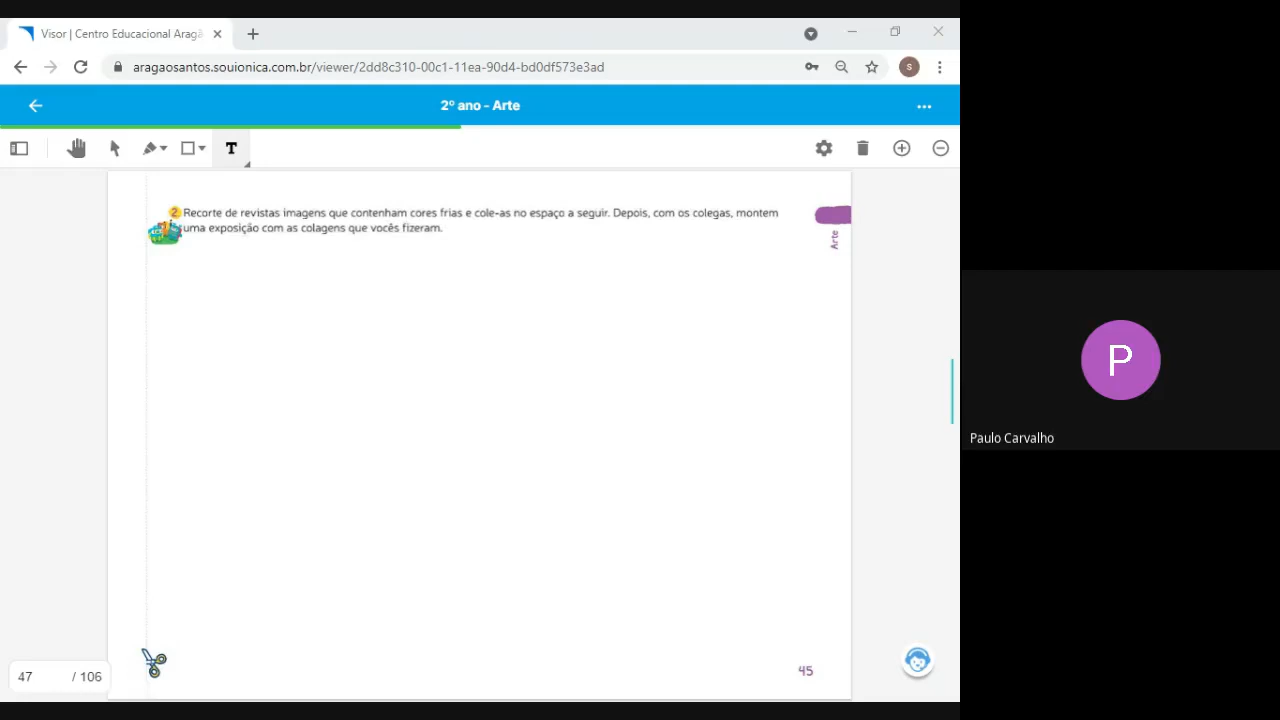 Visor | Centro Educacional Aragã
aragaosantos.souionica.com.br/viewer/2dd8c310-00c1-11ea-90d4-bd0df573e3ad
s
2º ano - Arte
T
2 Recorte de revistas imagens que contenham cores frias e cole-as no espaço a seguir. Depois, com os colegas, montem
uma exposição com as colagens que vocês fizeram.
Arte
P
Paulo Carvalho
45
47 / 106